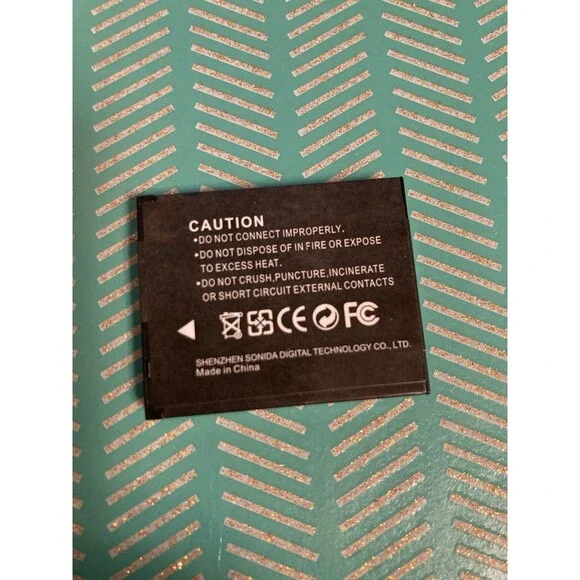 CAUTION
•DO NOT CONNECT IMPROPERLY.
•DO NOT DISPOSE OF IN FIRE OR EXPOSE
TO EXCESS HEAT.
•DO NOT CRUSH,PUNCTURE,INCINERATE
OR SHORT CIRCUIT EXTERNAL CONTACTS
CE FC
SHENZHEN SONIDA DIGITAL TECHNOLOGY CO., LTD.
Made in China